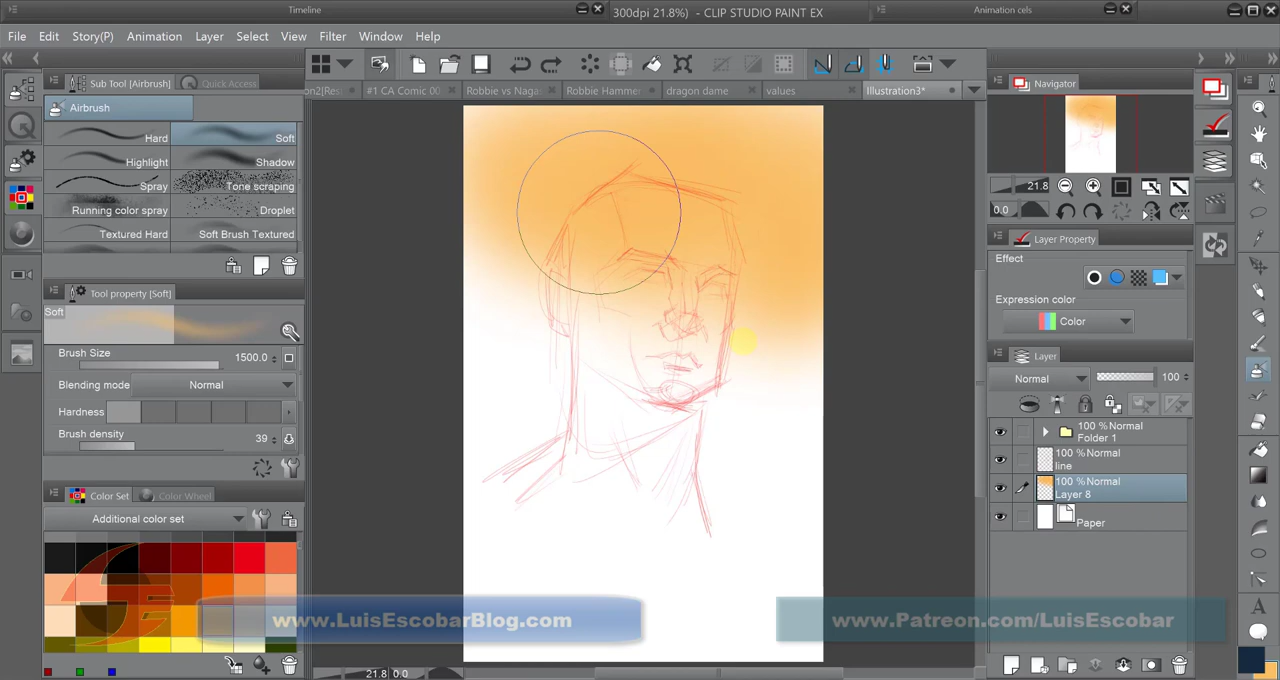 Timeline
300dpi 21.8%) - CLIP STUDIO PAINT EX
Animation cels
File Edit Story(P) Animation Layer Select View Filter Window Help
Sub Tool [Airbrush] Quick Access
on2[Res #1 CA Comic 00 Robbie vs Nagas Robbie Hammer dragon dame values Illustration3*
Navigator
Airbrush
Hard Soft
Highlight Shadow
Spray Tone scraping
Running color spray Droplet
Textured Hard Soft Brush Textured
21.8
0.0
Layer Property
Effect
Expression color
Color
Tool property [Soft]
Soft
Brush Size 1500.0
Blending mode Normal
Hardness
Brush density 39
Layer
Normal 100
100 %Normal
Folder 1
100 %Normal
line
100 %Normal
Layer 8
Paper
Color Set Color Wheel
Additional color set
www.LuisEscobarBlog.com
www.Patreon.com/LuisEscobar
21.8 0.0
A